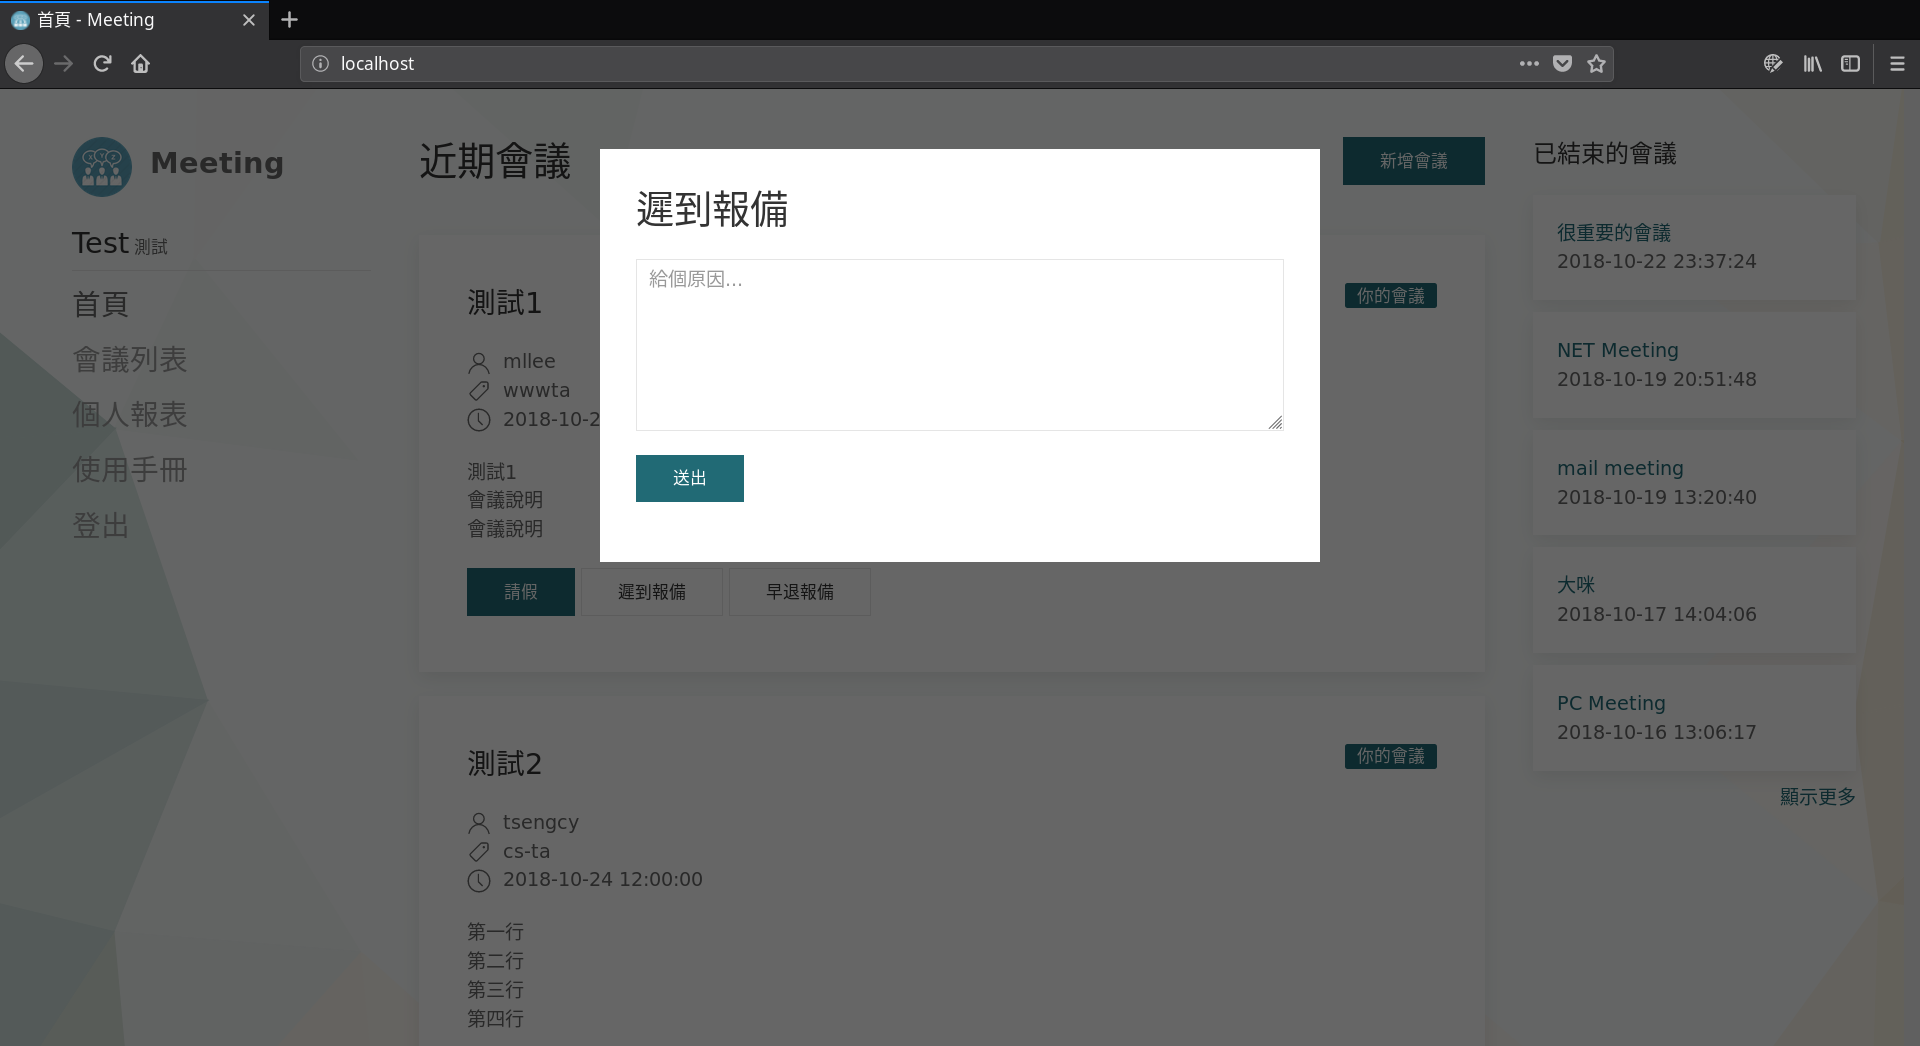 首頁 - Meeting
localhost
Meeting
Test 測試
首頁
會議列表
個人報表
使用手冊
登出
近期會議
新增會議
測試1
你的會議
mllee
wwwta
2018-10-2
測試1
會議說明
會議說明
請假
遲到報備
早退報備
測試2
你的會議
tsengcy
cs-ta
2018-10-24 12:00:00
第一行
第二行
第三行
第四行
遲到報備
給個原因...
送出
已結束的會議
很重要的會議
2018-10-22 23:37:24
NET Meeting
2018-10-19 20:51:48
mail meeting
2018-10-19 13:20:40
大咪
2018-10-17 14:04:06
PC Meeting
2018-10-16 13:06:17
顯示更多